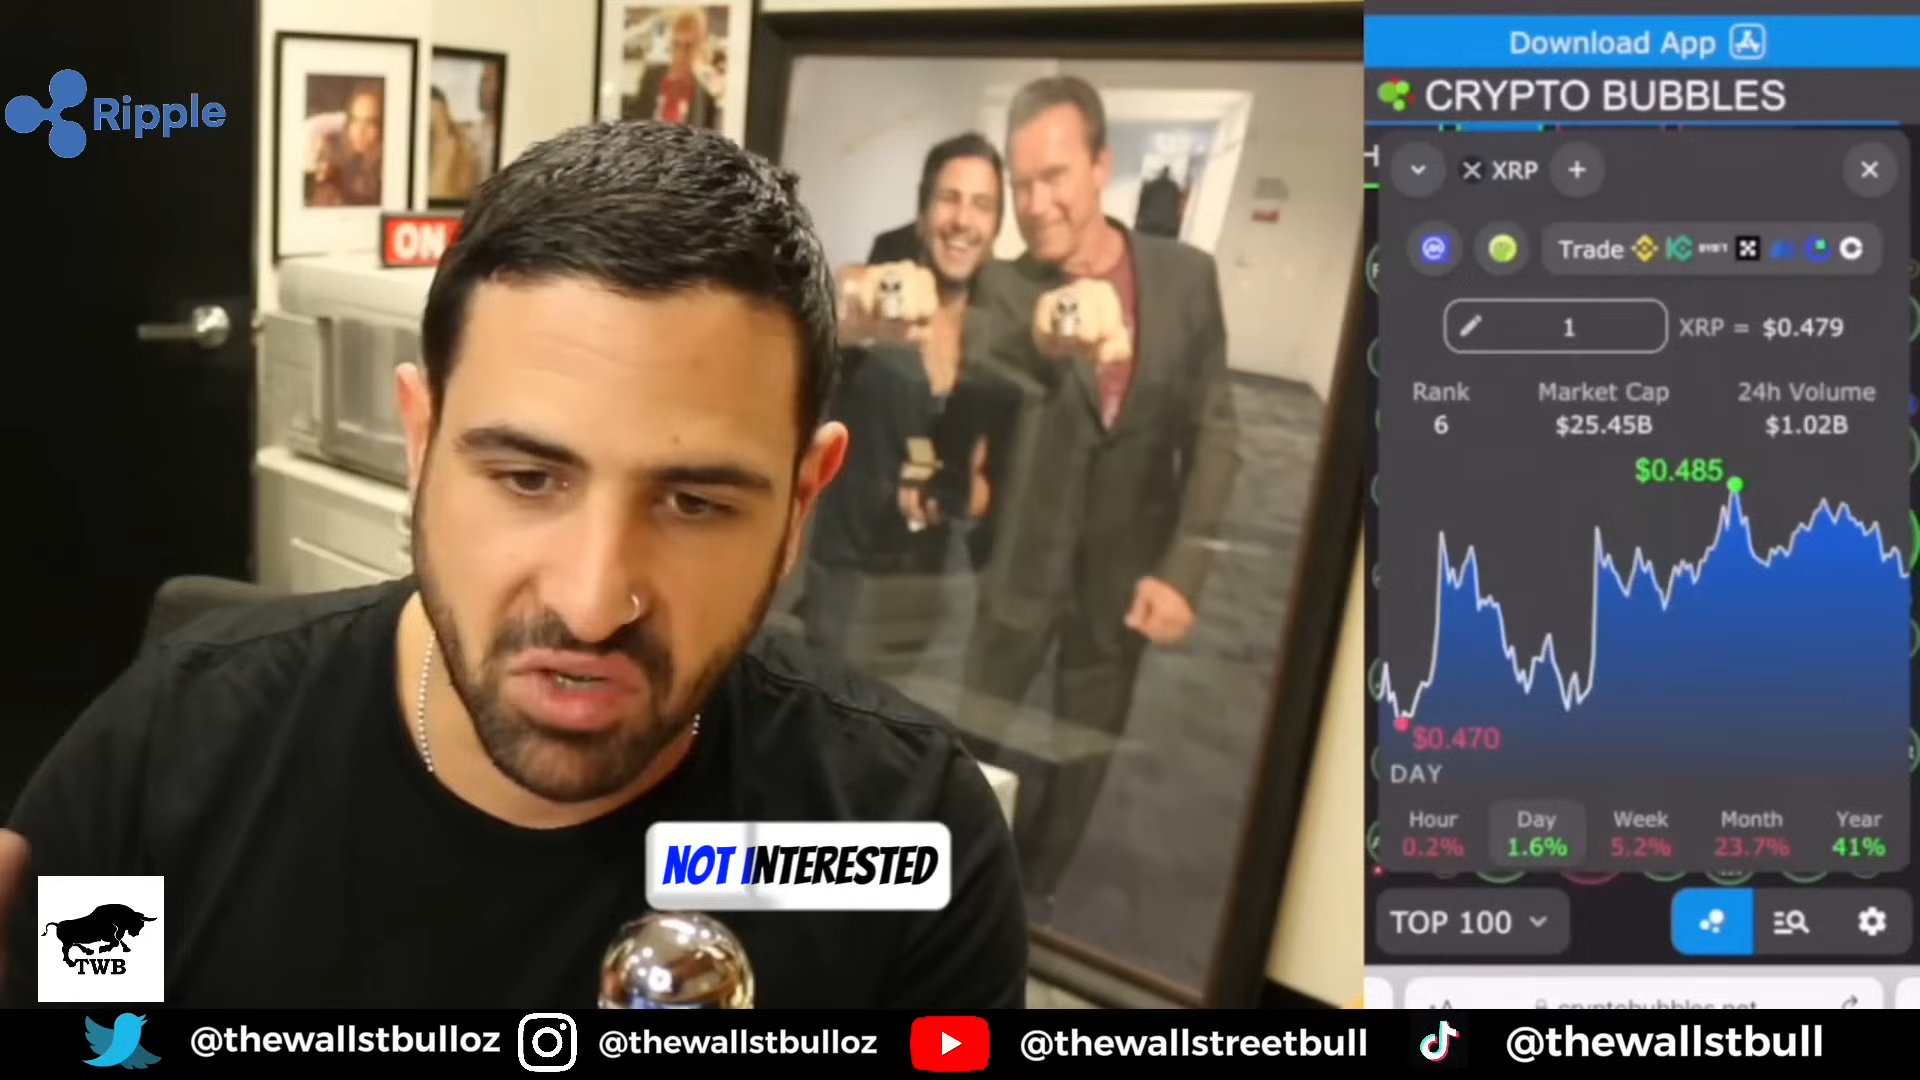 Ripple
ON
NOT INTERESTED
TWB
Download App
CRYPTO BUBBLES
XRP
Trade
1
XRP = $0.479
Rank Market Cap 24h Volume
6 $25.45B $1.02B
$0.485
$0.470
DAY
Hour Day Week Month Year
0.2% 1.6% 5.2% 23.7% 41%
TOP 100
@thewallstbulloz @thewallstbulloz @thewallstreetbull @thewallstbull